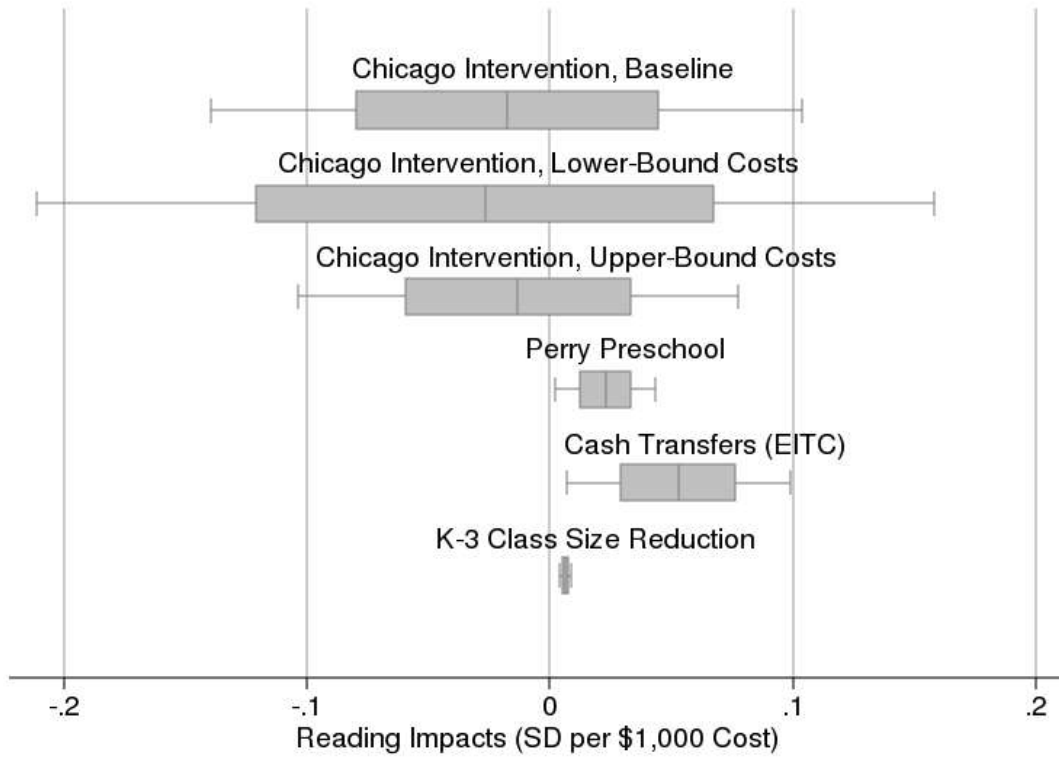 Chicago Intervention, Baseline
Chicago Intervention, Lower-Bound Costs
Chicago Intervention, Upper-Bound Costs
Perry Preschool
Cash Transfers (EITC)
K-3 Class Size Reduction
-.2 -.1 0 .1 .2
Reading Impacts (SD per $1,000 Cost)